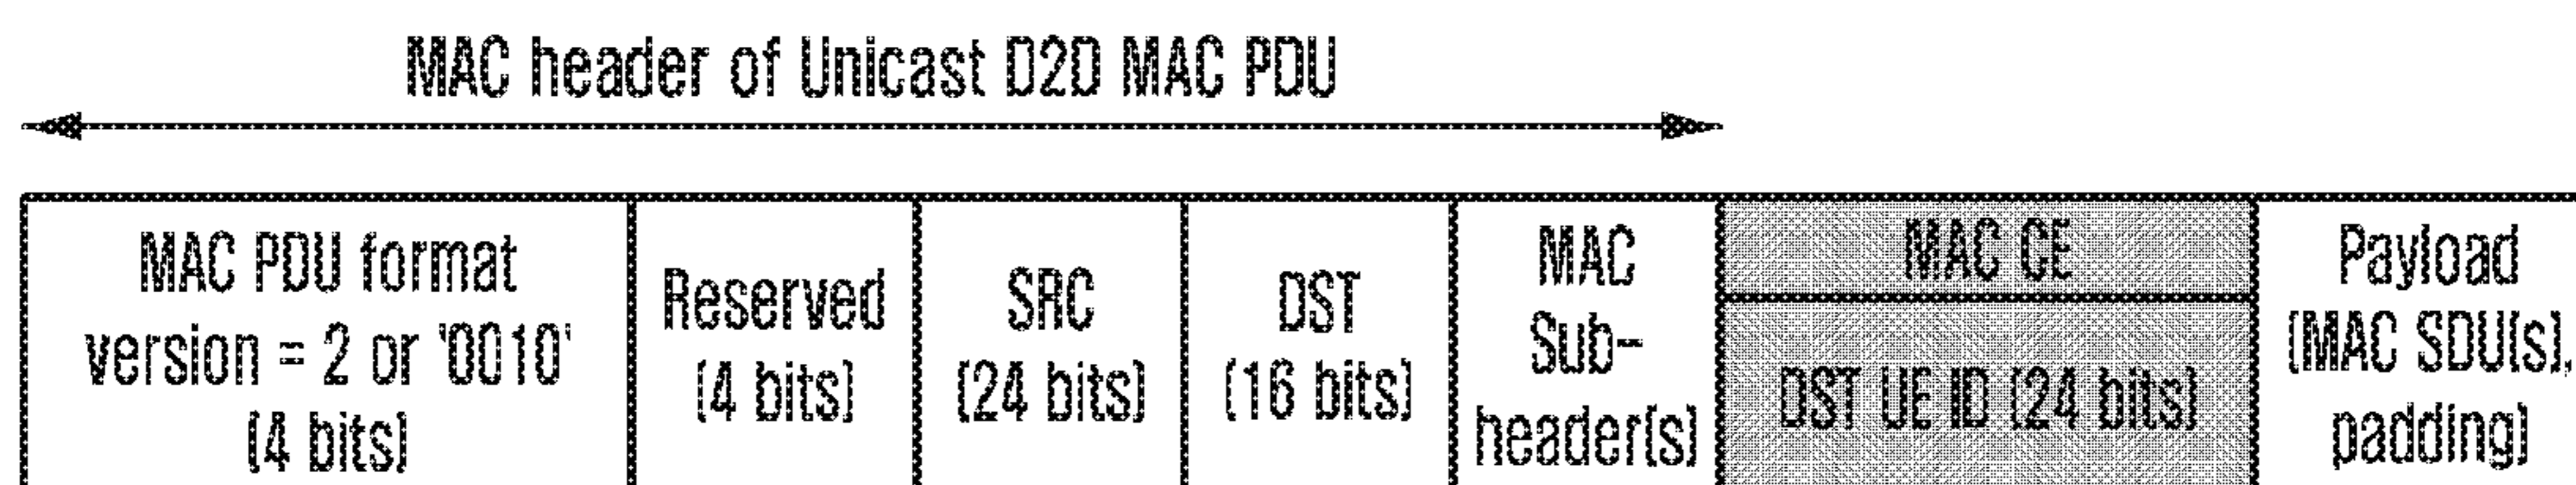 MAC header of Unicast D2D MAC PDU
MAC PDU format
version = 2 or '0010'
(4 bits)
Reserved
(4 bits)
SRC
(24 bits)
DST
(16 bits)
MAC
Sub-
header(s)
MAC CE
DST UE ID (24 bits)
Payload
(MAC SDU(s),
padding)